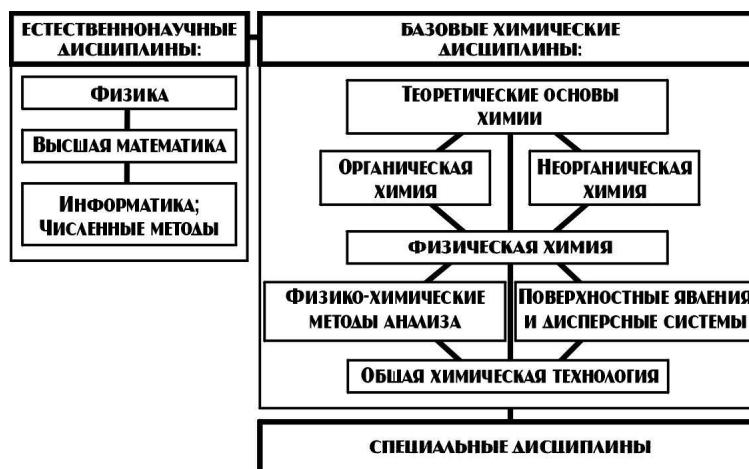 ЕСТЕСТВЕННОНАУЧНЫЕ
ДИСЦИПЛИНЫ:
Физика
Высшая математика
Информатика;
Численные методы
БАЗОВЫЕ ХИМИЧЕСКИЕ
ДИСЦИПЛИНЫ:
Теоретические основы
химии
Органическая
химия
Неорганическая
химия
Физическая химия
Физико-химические
методы анализа
Поверхностные явления
и дисперсные системы
Общая химическая технология
СПЕЦИАЛЬНЫЕ ДИСЦИПЛИНЫ